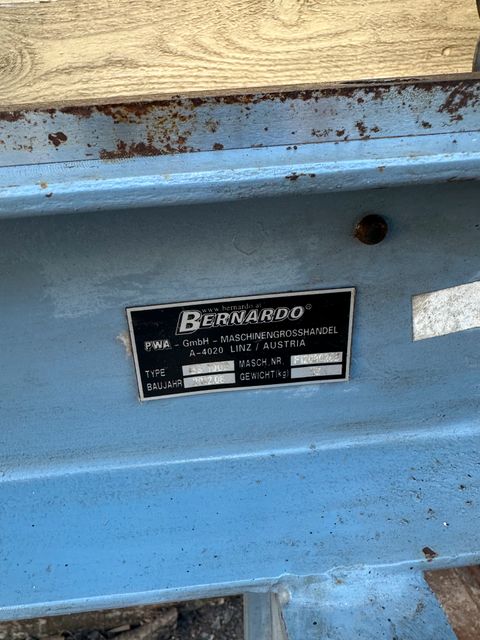 www.bernardo.at
BERNARDO®
PWA - GmbH - MASCHINENGROSSHANDEL
A-4020 LINZ / AUSTRIA
TYPE MASCH.NR.
BAUJAHR GEWICHT(kg)